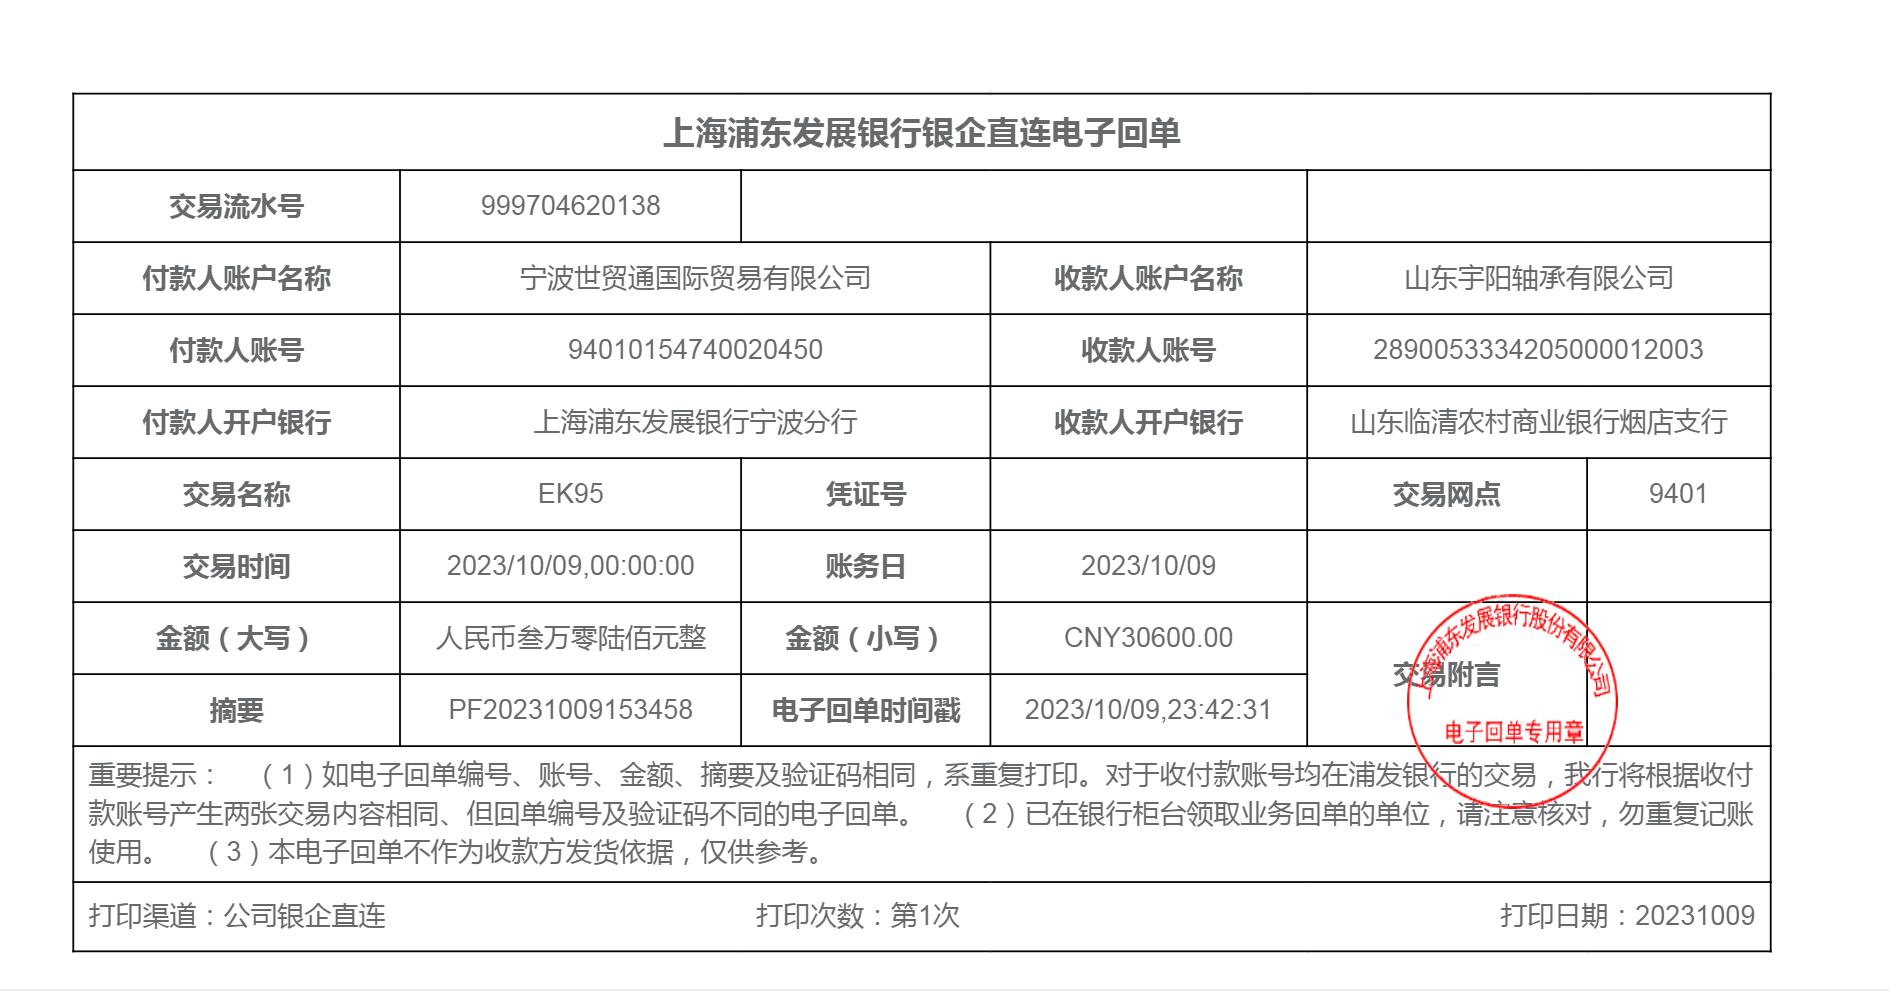 上海浦东发展银行银企直连电子回单
交易流水号 999704620138
付款人账户名称 宁波世贸通国际贸易有限公司 收款人账户名称 山东宇阳轴承有限公司
付款人账号 94010154740020450 收款人账号 2890053334205000012003
付款人开户银行 上海浦东发展银行宁波分行 收款人开户银行 山东临清农村商业银行烟店支行
交易名称 EK95 凭证号 交易网点 9401
交易时间 2023/10/09,00:00:00 账务日 2023/10/09
金额（大写） 人民币叁万零陆佰元整 金额（小写） CNY30600.00
交易附言
摘要 PF20231009153458 电子回单时间戳 2023/10/09,23:42:31
上海浦东发展银行股份有限公司
电子回单专用章
重要提示： （1）如电子回单编号、账号、金额、摘要及验证码相同，系重复打印。对于收付款账号均在浦发银行的交易，我行将根据收付
款账号产生两张交易内容相同、但回单编号及验证码不同的电子回单。 （2）已在银行柜台领取业务回单的单位，请注意核对，勿重复记账
使用。 （3）本电子回单不作为收款方发货依据，仅供参考。
打印渠道：公司银企直连 打印次数：第1次 打印日期：20231009